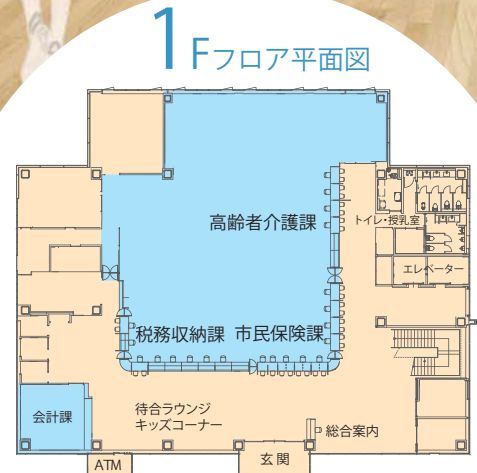 1Fフロア平面図
高齢者介護課
トイレ・授乳室
エレベーター
税務収納課 市民保険課
会計課
待合ラウンジ
キッズコーナー
総合案内
ATM
玄関